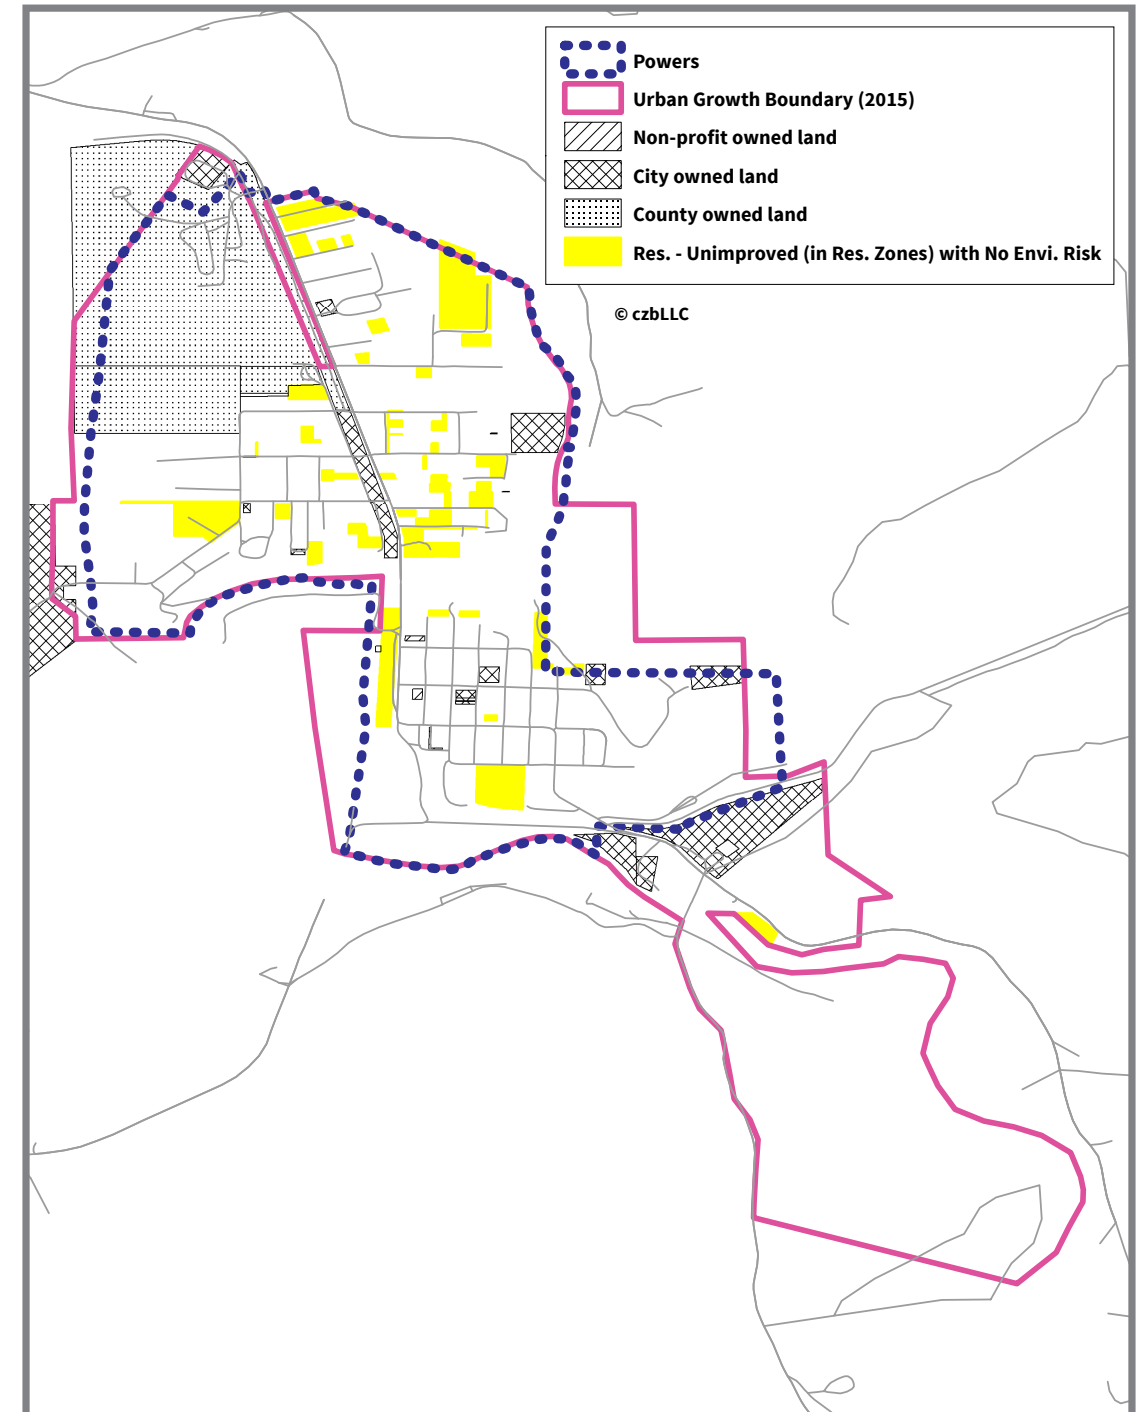 Powers
Urban Growth Boundary (2015)
Non-profit owned land
City owned land
County owned land
Res. - Unimproved (in Res. Zones) with No Envi. Risk
© czbLLC